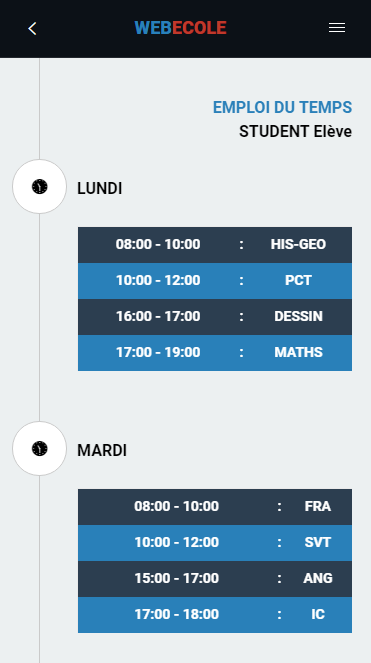 WEBECOLE
EMPLOI DU TEMPS
STUDENT Elève
LUNDI
08:00 - 10:00 : HIS-GEO
10:00 - 12:00 : PCT
16:00 - 17:00 : DESSIN
17:00 - 19:00 : MATHS
MARDI
08:00 - 10:00 : FRA
10:00 - 12:00 : SVT
15:00 - 17:00 : ANG
17:00 - 18:00 : IC